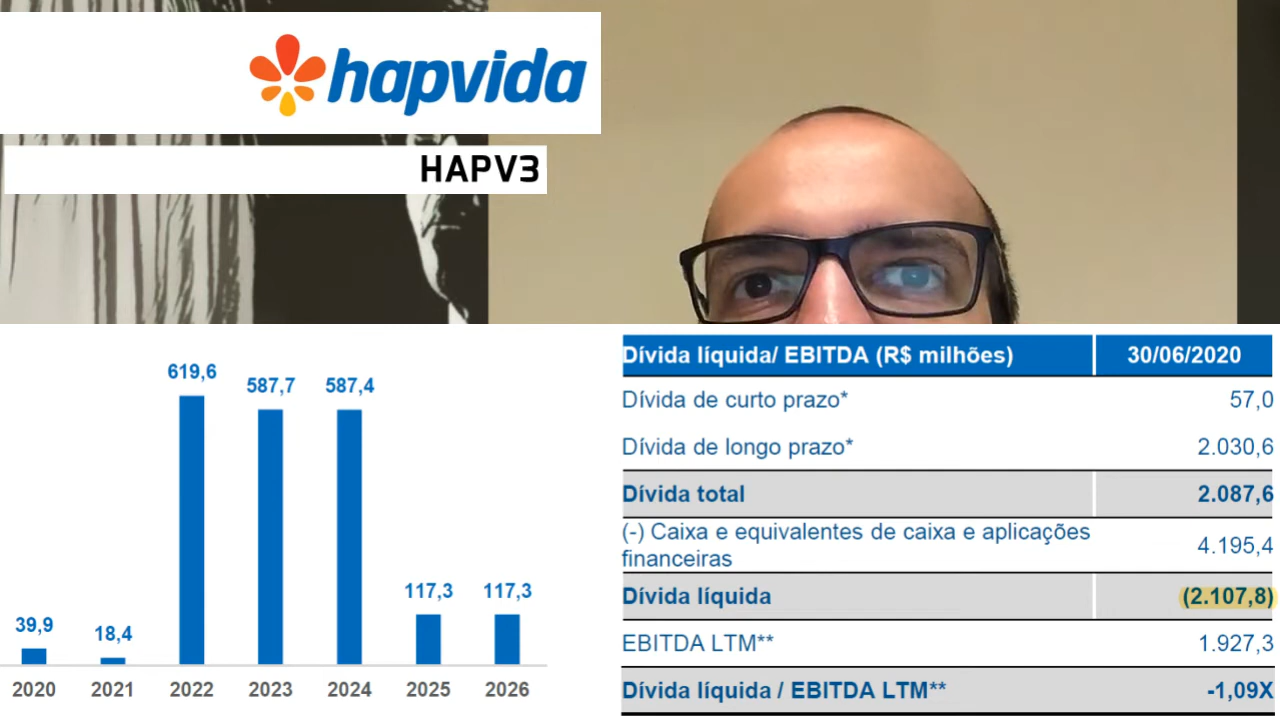 hapvida
HAPV3
619,6
587,7
587,4
117,3
117,3
39,9
18,4
2020
2021
2022
2023
2024
2025
2026
Dívida líquida/ EBITDA (R$ milhões) 30/06/2020
Dívida de curto prazo* 57,0
Dívida de longo prazo* 2.030,6
Dívida total 2.087,6
(-) Caixa e equivalentes de caixa e aplicações
financeiras 4.195,4
Dívida líquida (2.107,8)
EBITDA LTM** 1.927,3
Dívida líquida / EBITDA LTM** -1,09X